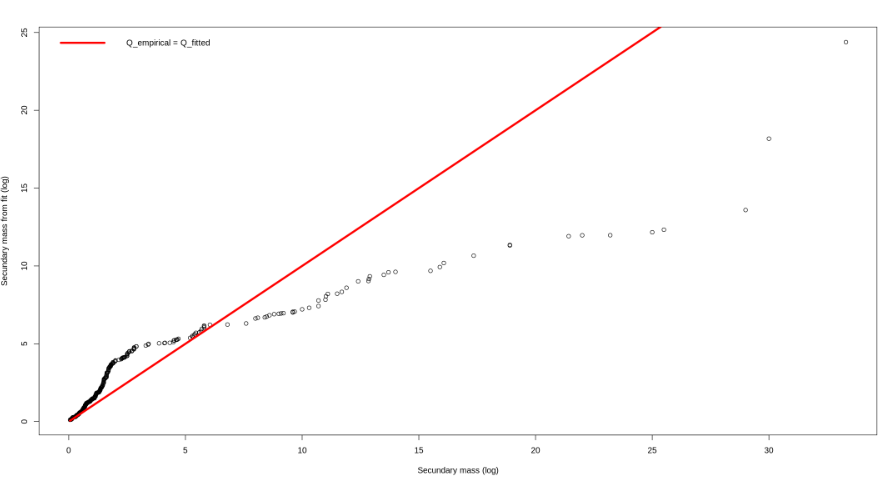 25
20
15
10
5
0
Secundary mass from fit (log)
Q_empirical = Q_fitted
0 5 10 15 20 25 30
Secundary mass (log)